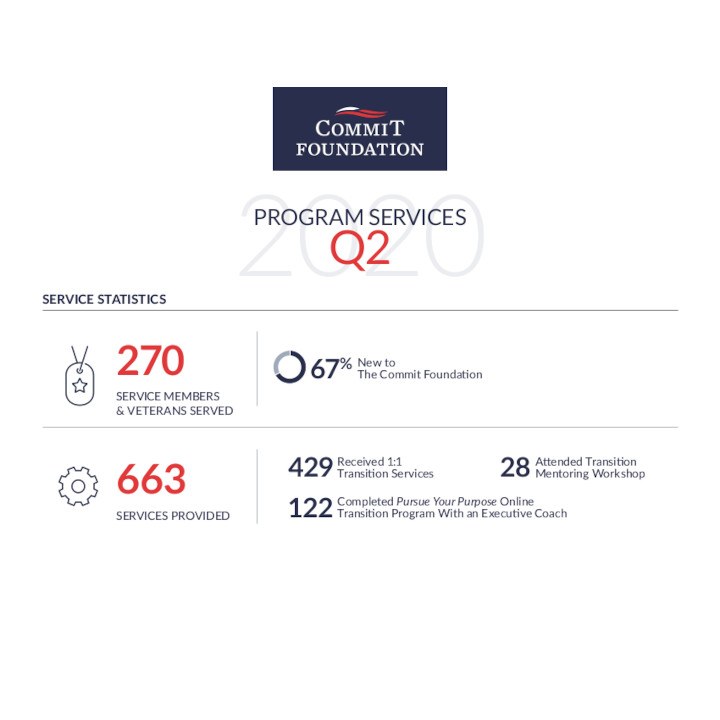 COMMIT
FOUNDATION
2020
PROGRAM SERVICES
Q2
SERVICE STATISTICS
270
SERVICE MEMBERS
& VETERANS SERVED
67% New to
The Commit Foundation
663
SERVICES PROVIDED
429 Received 1:1
Transition Services
28 Attended Transition
Mentoring Workshop
122 Completed Pursue Your Purpose Online
Transition Program With an Executive Coach